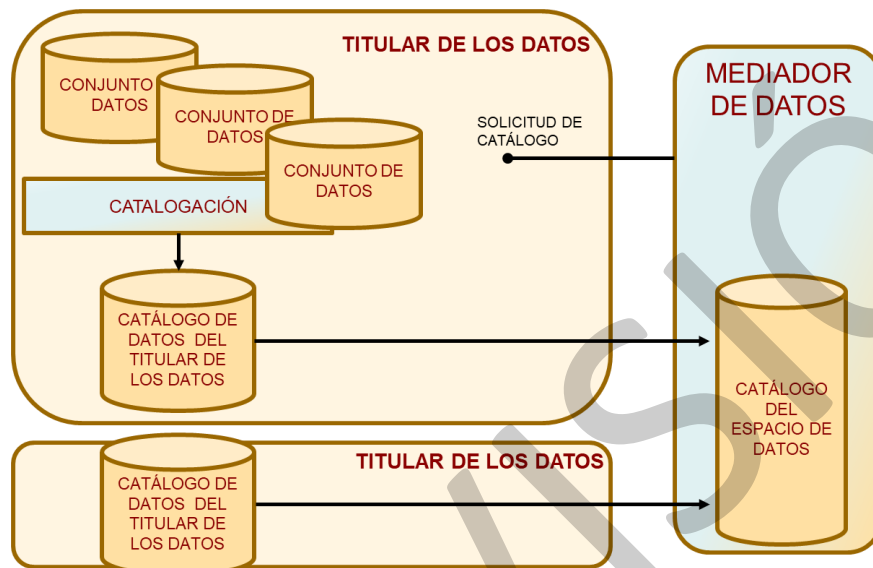 TITULAR DE LOS DATOS
CONJUNTO
DATOS
CONJUNTO DE
DATOS
CONJUNTO DE
DATOS
CATALOGACIÓN
CATÁLOGO DE
DATOS DEL
TITULAR DE
LOS DATOS
SOLICITUD DE
CATÁLOGO
MEDIADOR
DE DATOS
CATÁLOGO
DEL
ESPACIO DE
DATOS
TITULAR DE LOS DATOS
CATÁLOGO DE
DATOS DEL
TITULAR DE
LOS DATOS